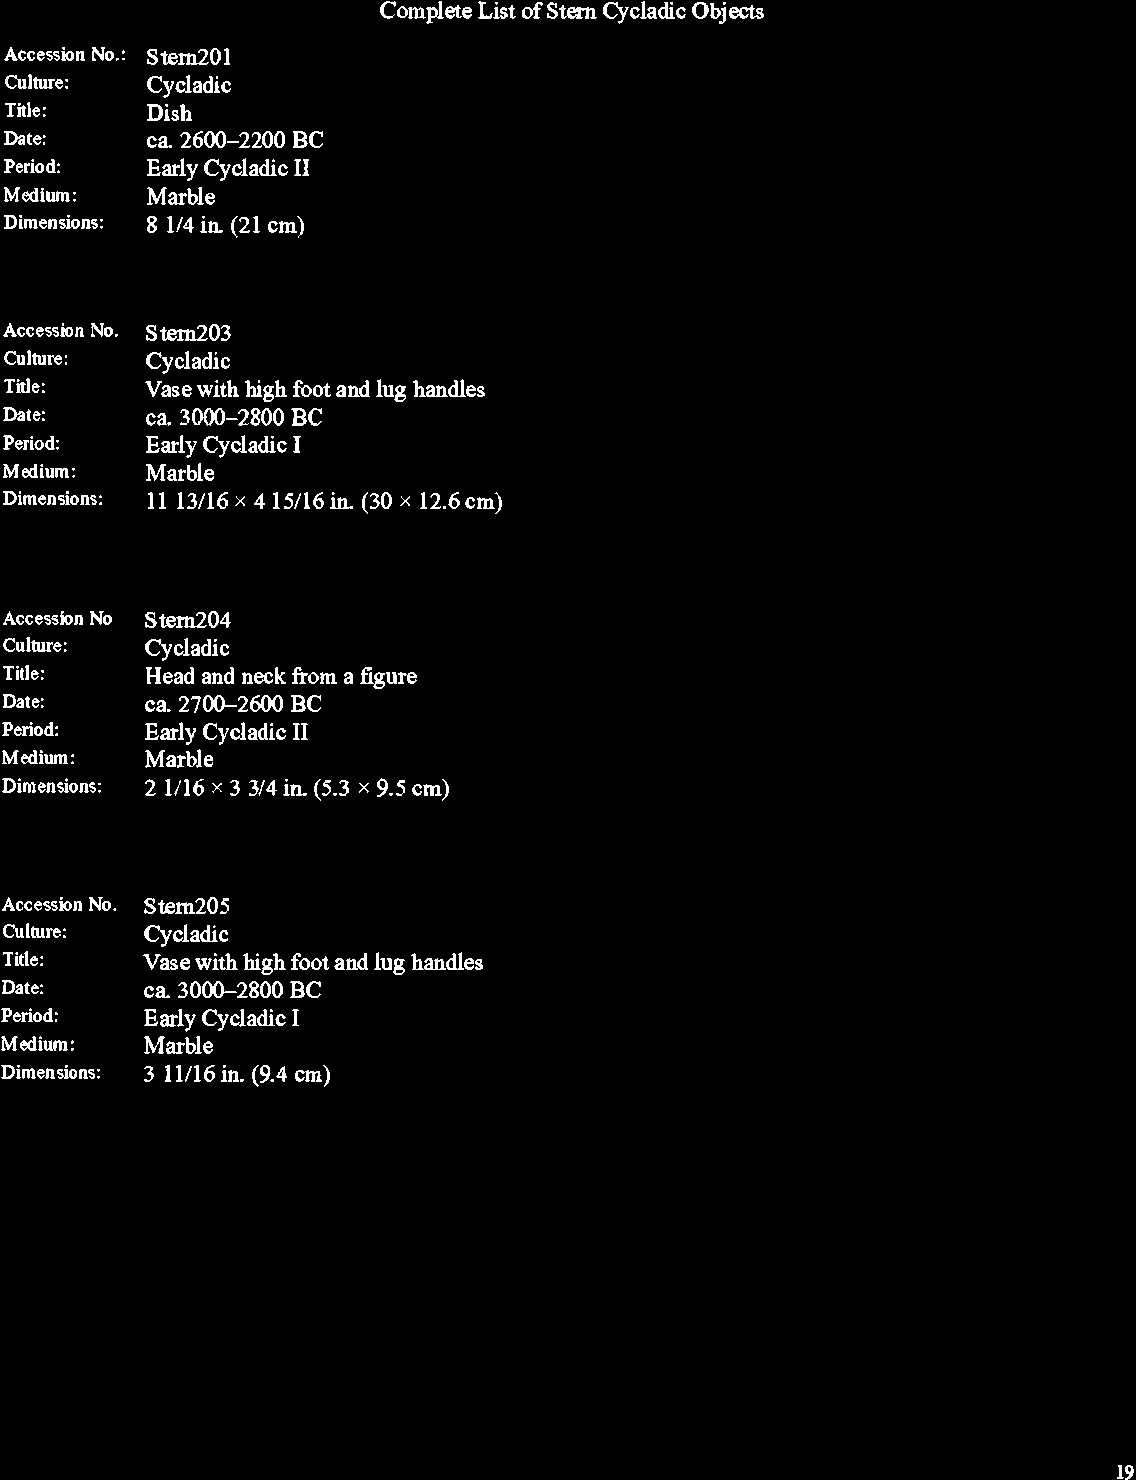 Complete List of Stern Cycladic Objects
Accession No.: Stern201
Culture: Cycladic
Title: Dish
Date: ca. 2600–2200 BC
Period: Early Cycladic II
Medium: Marble
Dimensions: 8 1/4 in. (21 cm)
Accession No. Stern203
Culture: Cycladic
Title: Vase with high foot and lug handles
Date: ca. 3000–2800 BC
Period: Early Cycladic I
Medium: Marble
Dimensions: 11 13/16 × 4 15/16 in. (30 × 12.6 cm)
Accession No Stern204
Culture: Cycladic
Title: Head and neck from a figure
Date: ca. 2700–2600 BC
Period: Early Cycladic II
Medium: Marble
Dimensions: 2 1/16 × 3 3/4 in. (5.3 × 9.5 cm)
Accession No. Stern205
Culture: Cycladic
Title: Vase with high foot and lug handles
Date: ca. 3000–2800 BC
Period: Early Cycladic I
Medium: Marble
Dimensions: 3 11/16 in. (9.4 cm)
19